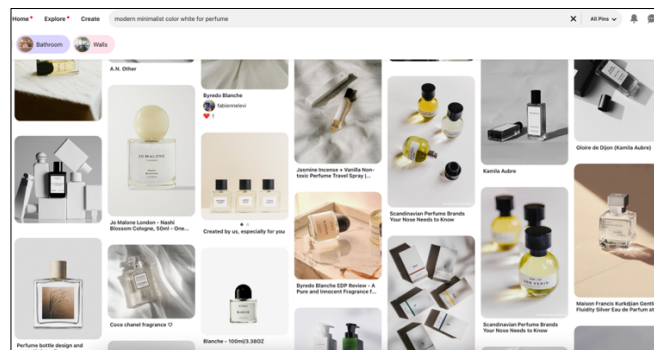 Home Explore Create modern minimalist color white for perfume All Pins
Bathroom Walls
A.N. Other
Jo Malone London - Nashi
Blossom Cologne, 50ml - One...
Perfume bottle design and
JO MALONE
LONDON
Coco chanel fragrance ♡
Byredo Blanche
fabiennelevi
1
Created by us, especially for you
BLANCHE
Blanche - 100ml/3.38OZ
Jasmine Incense + Vanilla Non-
toxic Perfume Travel Spray |...
Byredo Blanche EDP Review - A
Pure and Innocent Fragrance f...
Scandinavian Perfume Brands
Your Nose Needs to Know
Kamila Aubre
Scandinavian Perfume Brands
Your Nose Needs to Know
Gloire de Dijon (Kamila Aubre)
Maison Francis Kurkdjian Gentle
Fluidity Silver Eau de Parfum at